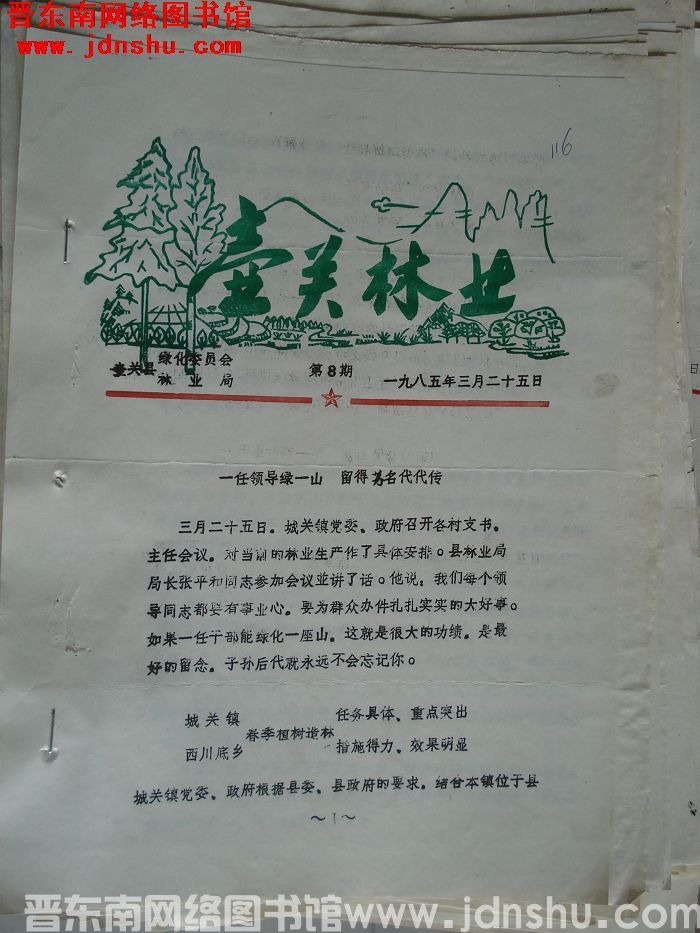 晋东南网络图书馆
www.jdnshu.com
116
壶关林业
壶关县 绿化委员会 林业局 第8期 一九八五年三月二十五日
一任领导绿一山 留得芳名代代传
三月二十五日。城关镇党委、政府召开各村支书。
主任会议。对当前的林业生产作了具体安排。县林业局
局长张平和同志参加会议並讲了话。他说：我们每个领
导同志都要有事业心。要为群众办件扎扎实实的大好事。
如果一任干部能绿化一座山。这就是很大的功绩。是最
好的留念。子孙后代就永远不会忘记你。
城关镇 西川底乡 春季植树造林 任务具体、重点突出
措施得力、效果明显
城关镇党委、政府根据县委、县政府的要求。结合本镇位于县
～1～
晋东南网络图书馆www.jdnshu.com